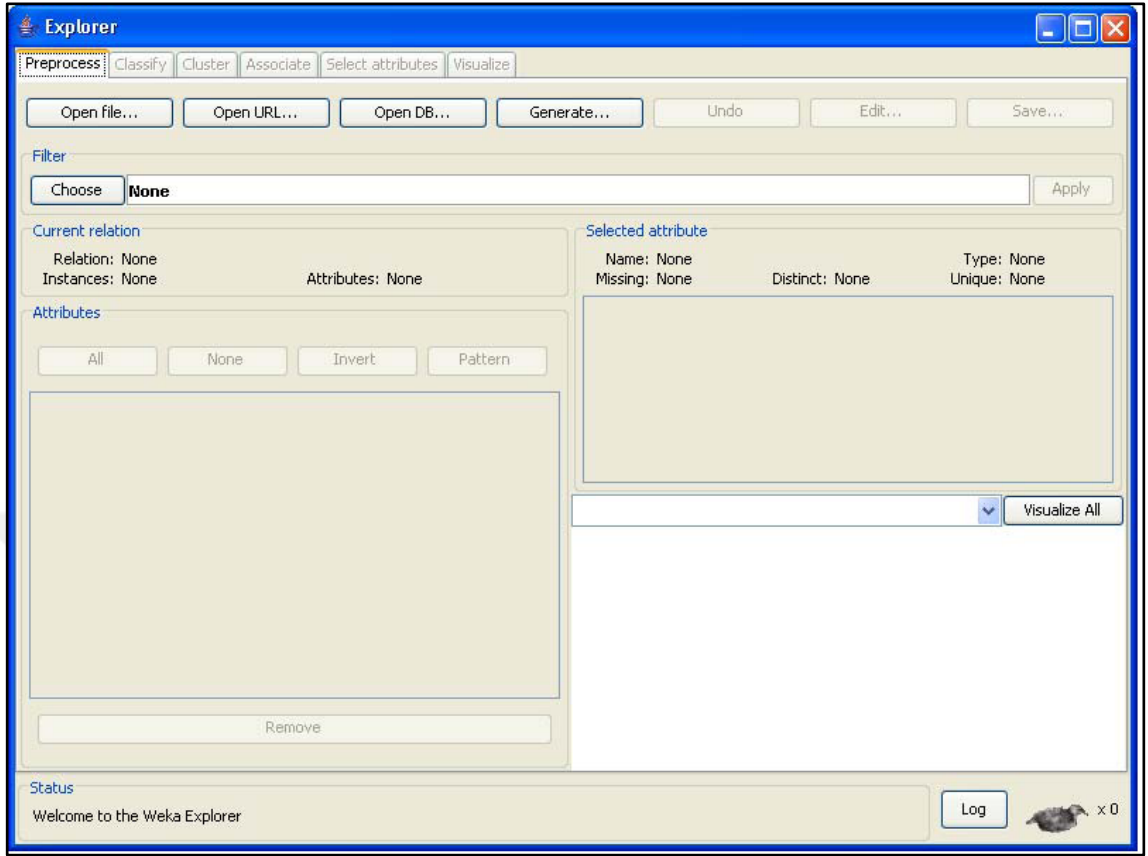 Explorer
Preprocess Classify Cluster Associate Select attributes Visualize
Open file... Open URL... Open DB... Generate... Undo Edit... Save...
Filter
Choose None Apply
Current relation
Relation: None
Instances: None Attributes: None
Selected attribute
Name: None Type: None
Missing: None Distinct: None Unique: None
Attributes
All None Invert Pattern
Visualize All
Remove
Status
Welcome to the Weka Explorer
Log x 0